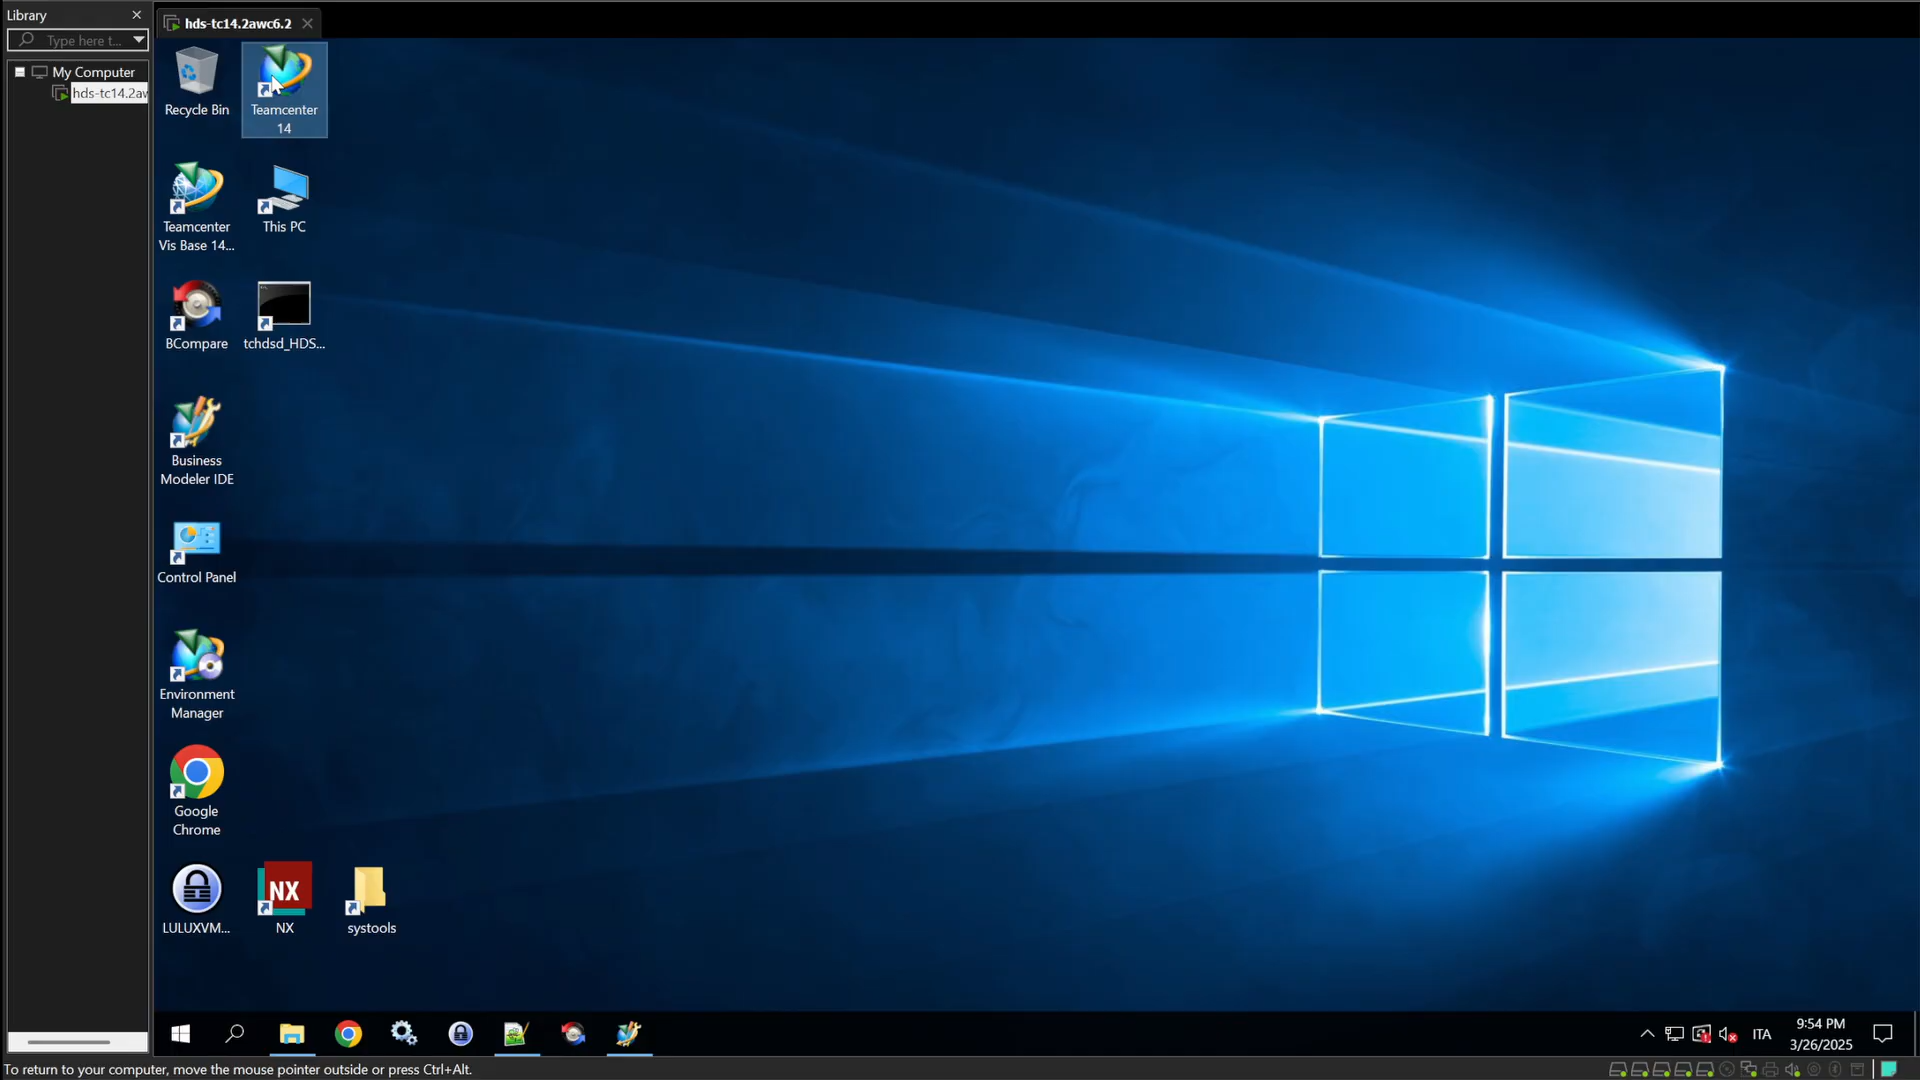 Library
Type here t...
My Computer
hds-tc14.2aw
hds-tc14.2awc6.2
Recycle Bin
Teamcenter
14
Teamcenter
Vis Base 14...
This PC
BCompare
tchdsd_HDS...
Business
Modeler IDE
Control Panel
Environment
Manager
Google
Chrome
LULUXVM...
NX
NX
systools
ITA
9:54 PM
3/26/2025
To return to your computer, move the mouse pointer outside or press Ctrl+Alt.